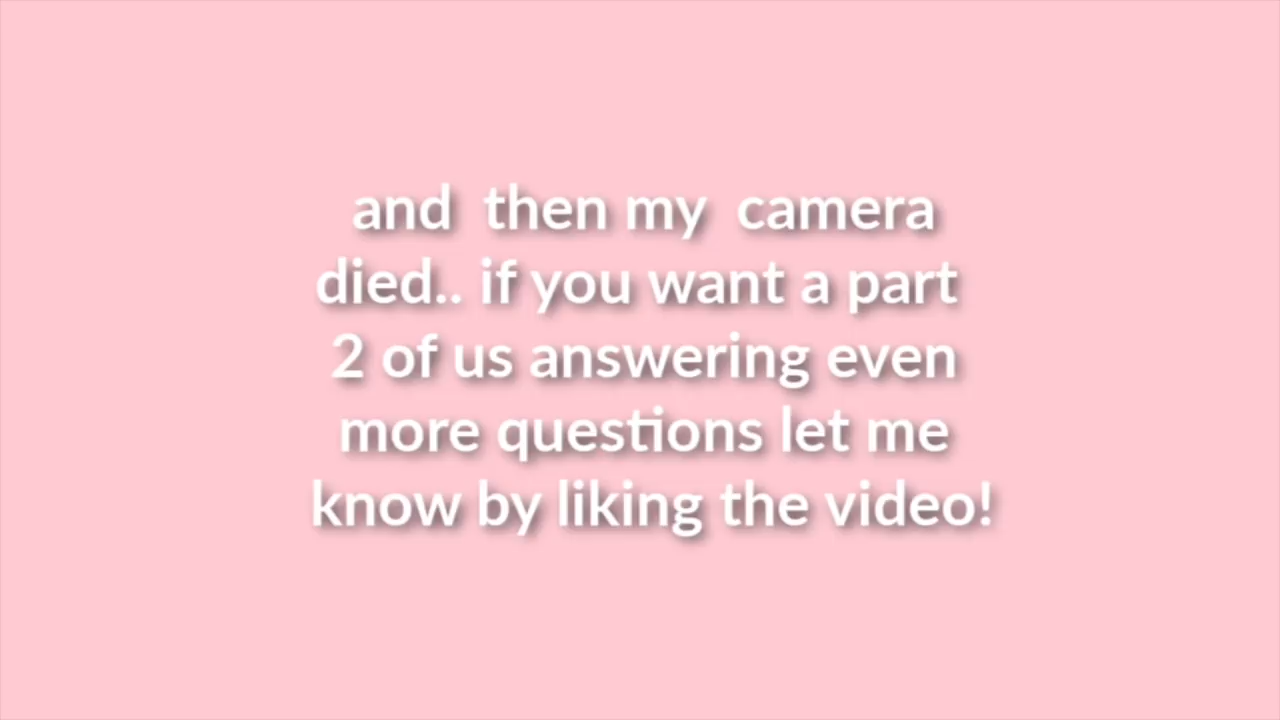 and then my camera
died.. if you want a part
2 of us answering even
more questions let me
know by liking the video!